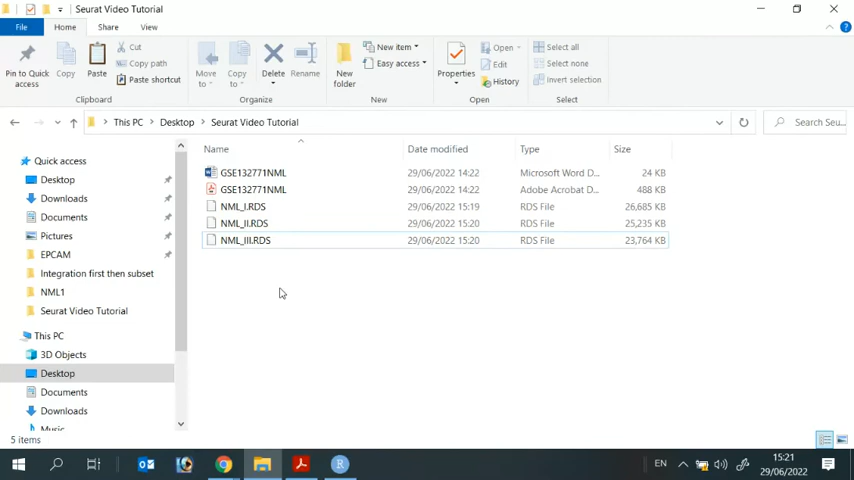 Seurat Video Tutorial
File Home Share View
Pin to Quick access
Copy
Paste
Cut
Copy path
Paste shortcut
Move to
Copy to
Delete
Rename
New folder
New item
Easy access
Properties
Open
Edit
History
Select all
Select none
Invert selection
Clipboard Organize New Open Select
This PC Desktop Seurat Video Tutorial
Search Seu...
Name Date modified Type Size
GSE132771NML 29/06/2022 14:22 Microsoft Word D... 24 KB
GSE132771NML 29/06/2022 14:22 Adobe Acrobat D... 488 KB
NML_I.RDS 29/06/2022 15:19 RDS File 26,685 KB
NML_II.RDS 29/06/2022 15:20 RDS File 25,235 KB
NML_III.RDS 29/06/2022 15:20 RDS File 23,764 KB
Quick access
Desktop
Downloads
Documents
Pictures
EPCAM
Integration first then subset
NML1
Seurat Video Tutorial
This PC
3D Objects
Desktop
Documents
Downloads
Music
5 items
EN
15:21
29/06/2022